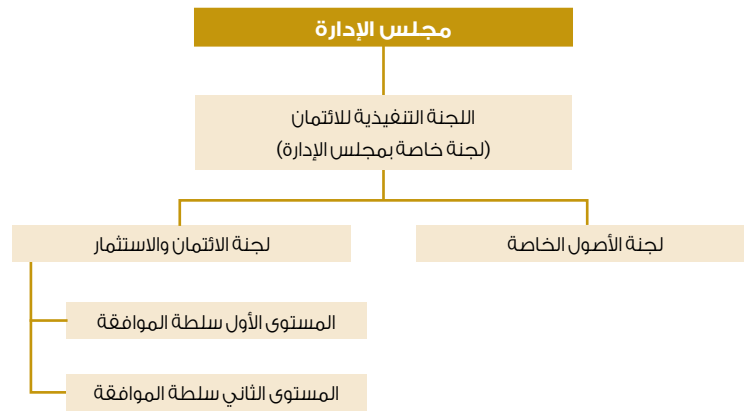 مجلس الإدارة
اللجنة التنفيذية للائتمان
(لجنة خاصة بمجلس الإدارة)
لجنة الأصول الخاصة
لجنة الائتمان والاستثمار
المستوى الأول سلطة الموافقة
المستوى الثاني سلطة الموافقة